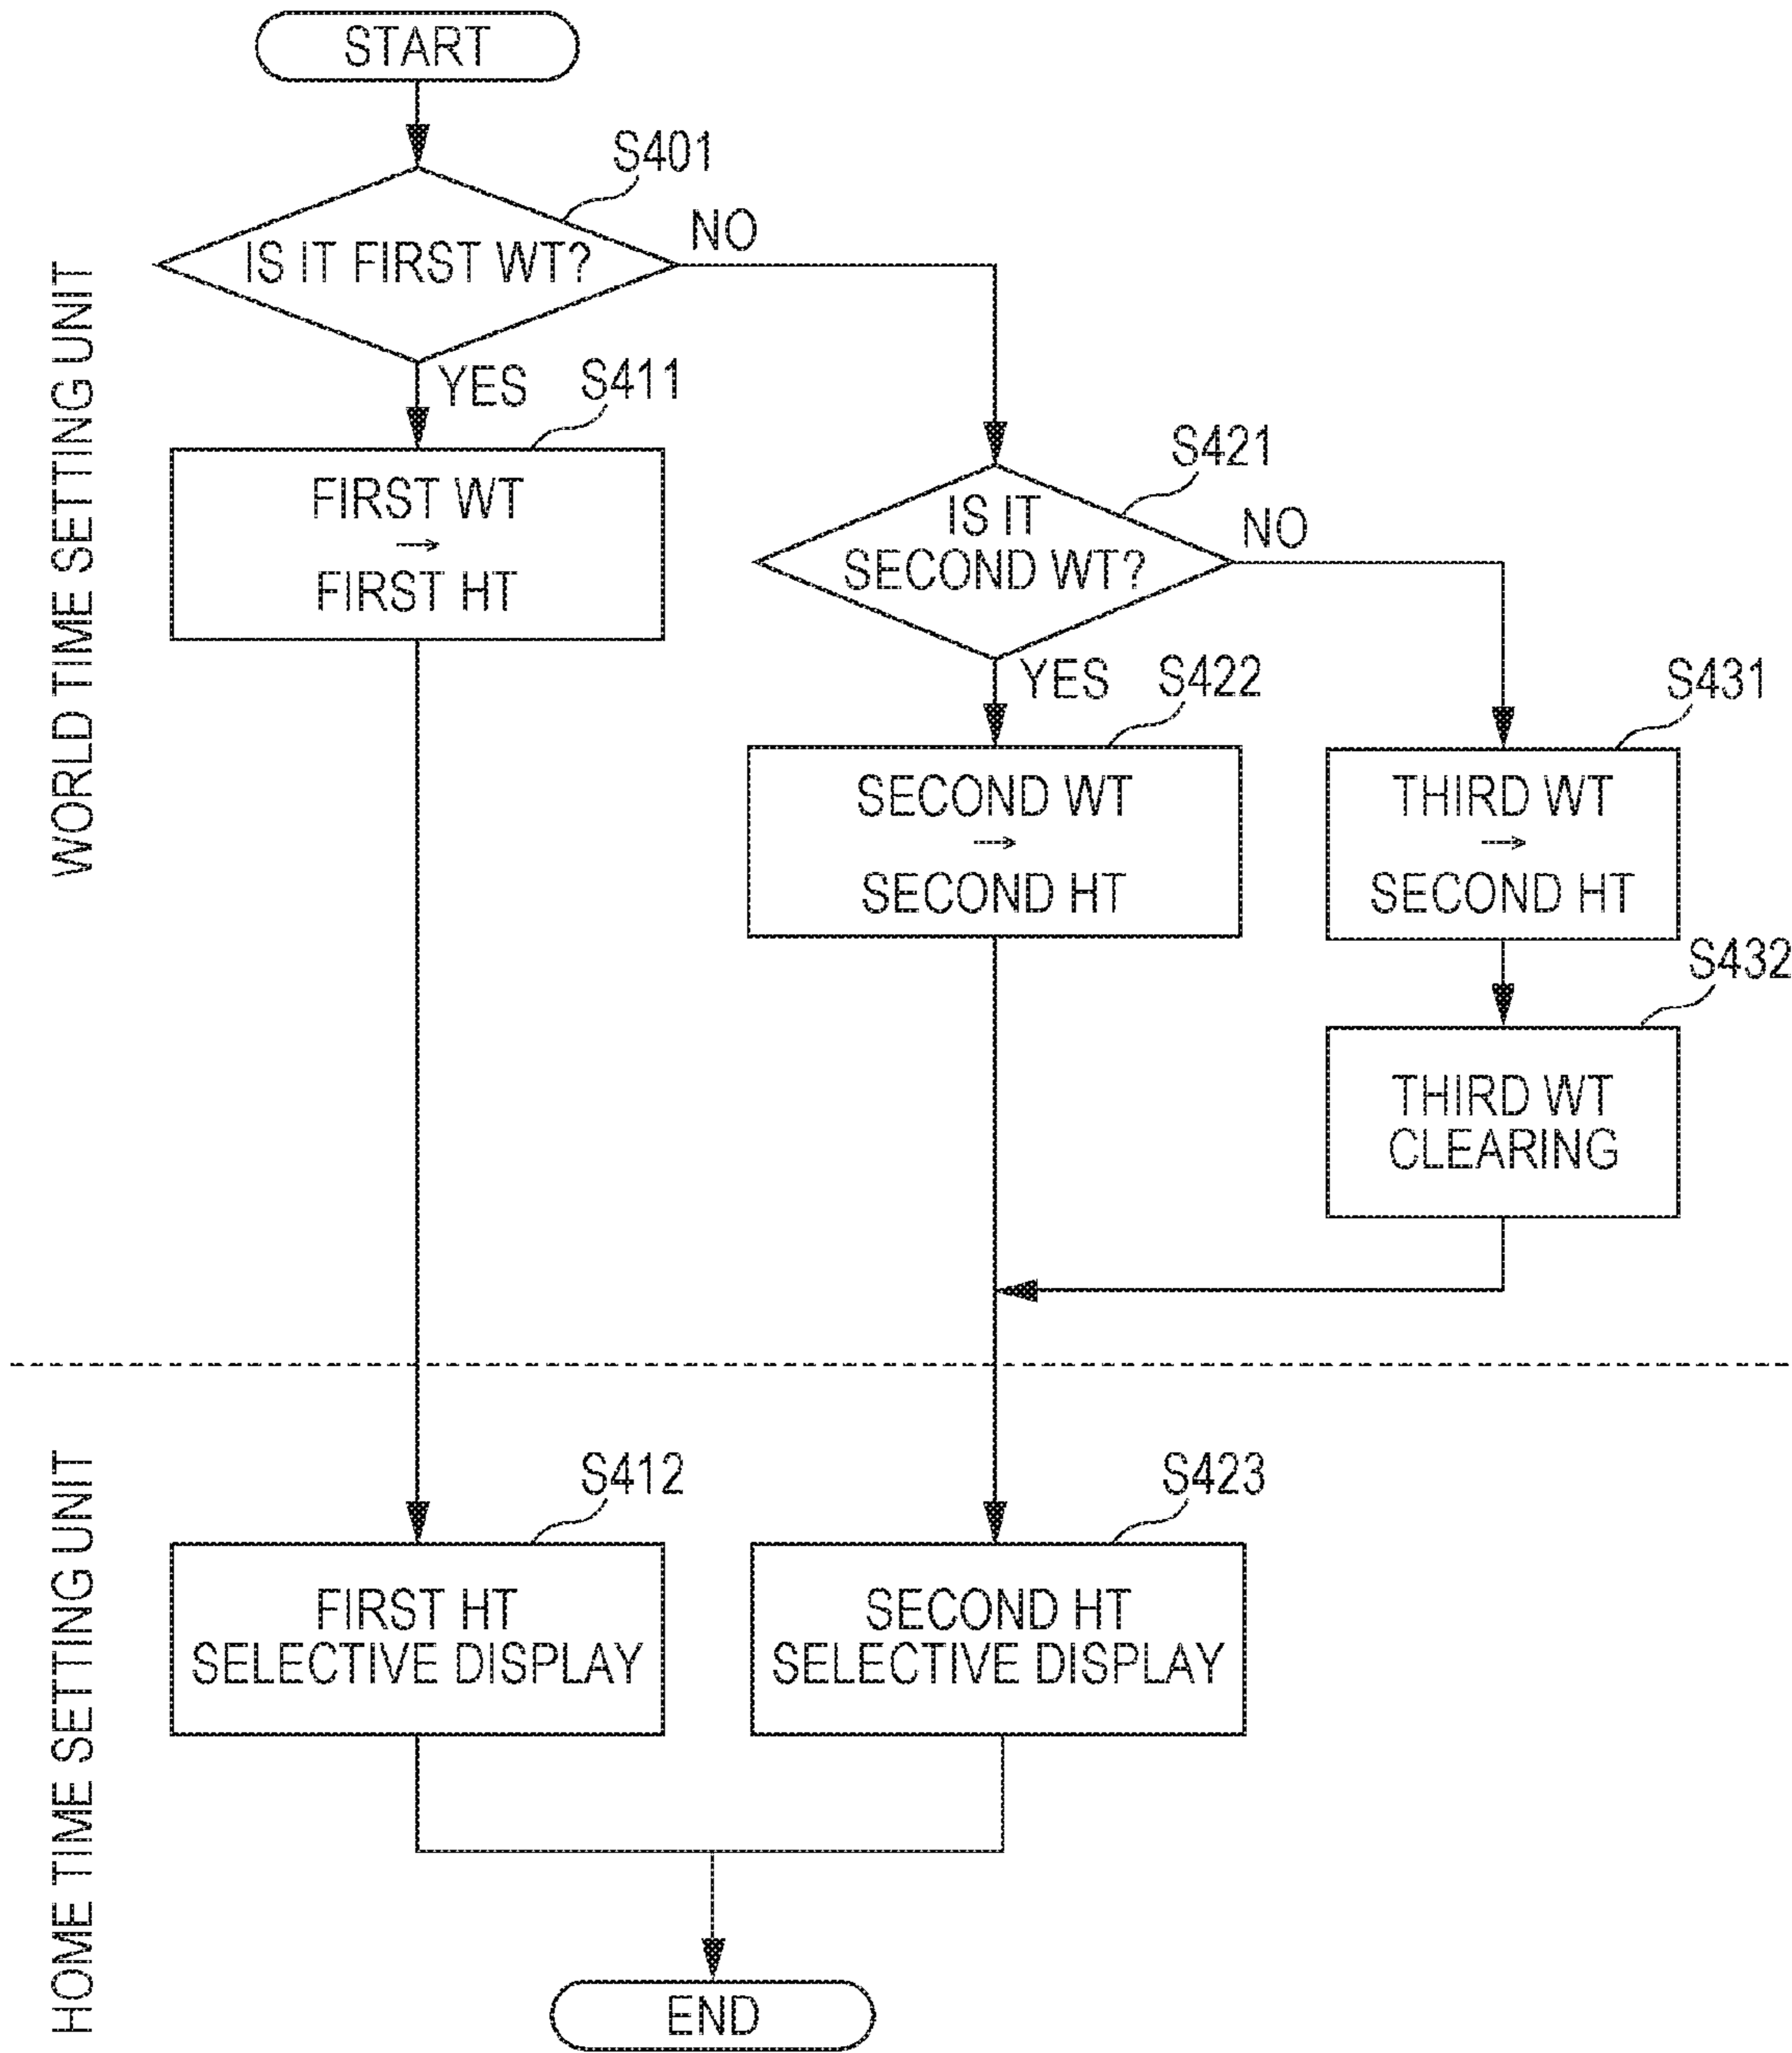 START
S401
IS IT FIRST WT?
NO
YES
S411
FIRST WT
→
FIRST HT
S421
IS IT
SECOND WT?
NO
YES
S422
SECOND WT
→
SECOND HT
S431
THIRD WT
→
SECOND HT
S432
THIRD WT
CLEARING
WORLD TIME SETTING UNIT
S412
FIRST HT
SELECTIVE DISPLAY
S423
SECOND HT
SELECTIVE DISPLAY
END
HOME TIME SETTING UNIT